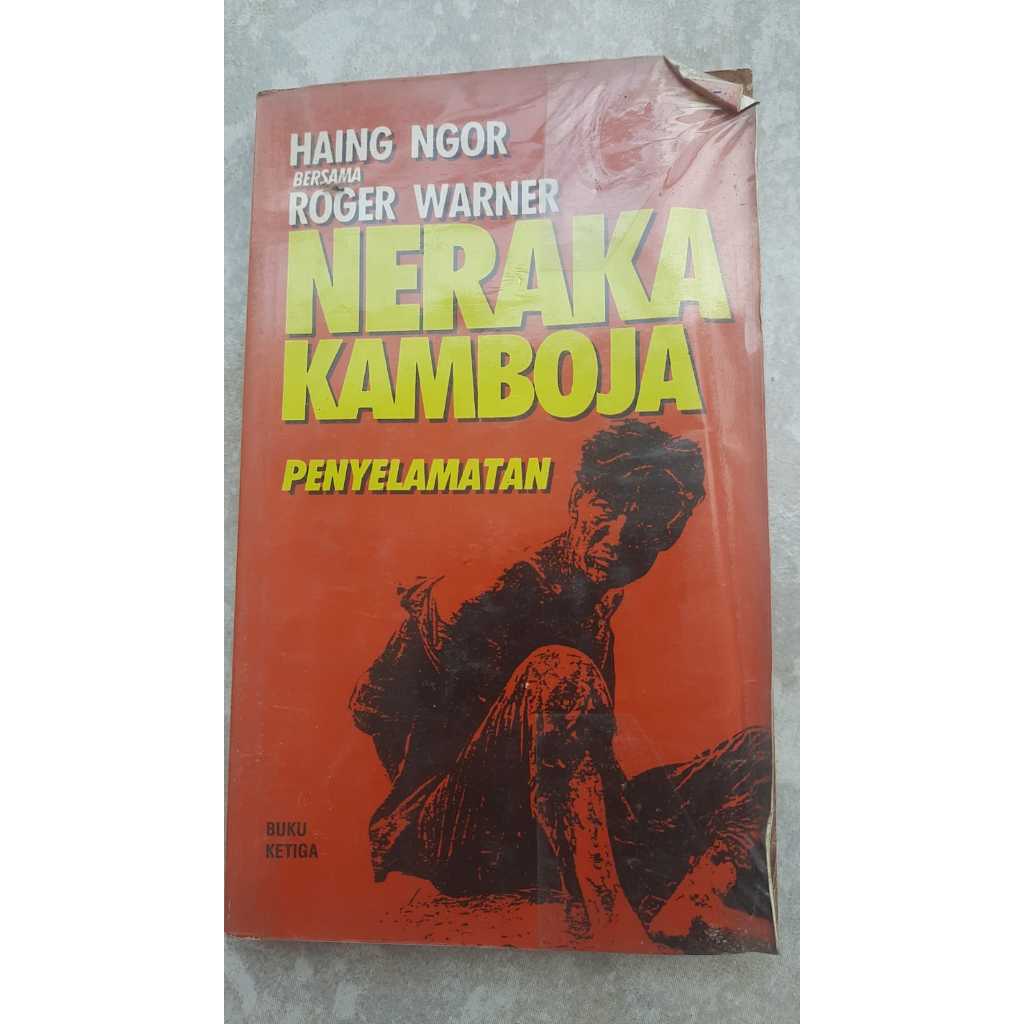 HAING NGOR
BERSAMA
ROGER WARNER
NERAKA
KAMBOJA
PENYELAMATAN
BUKU
KETIGA